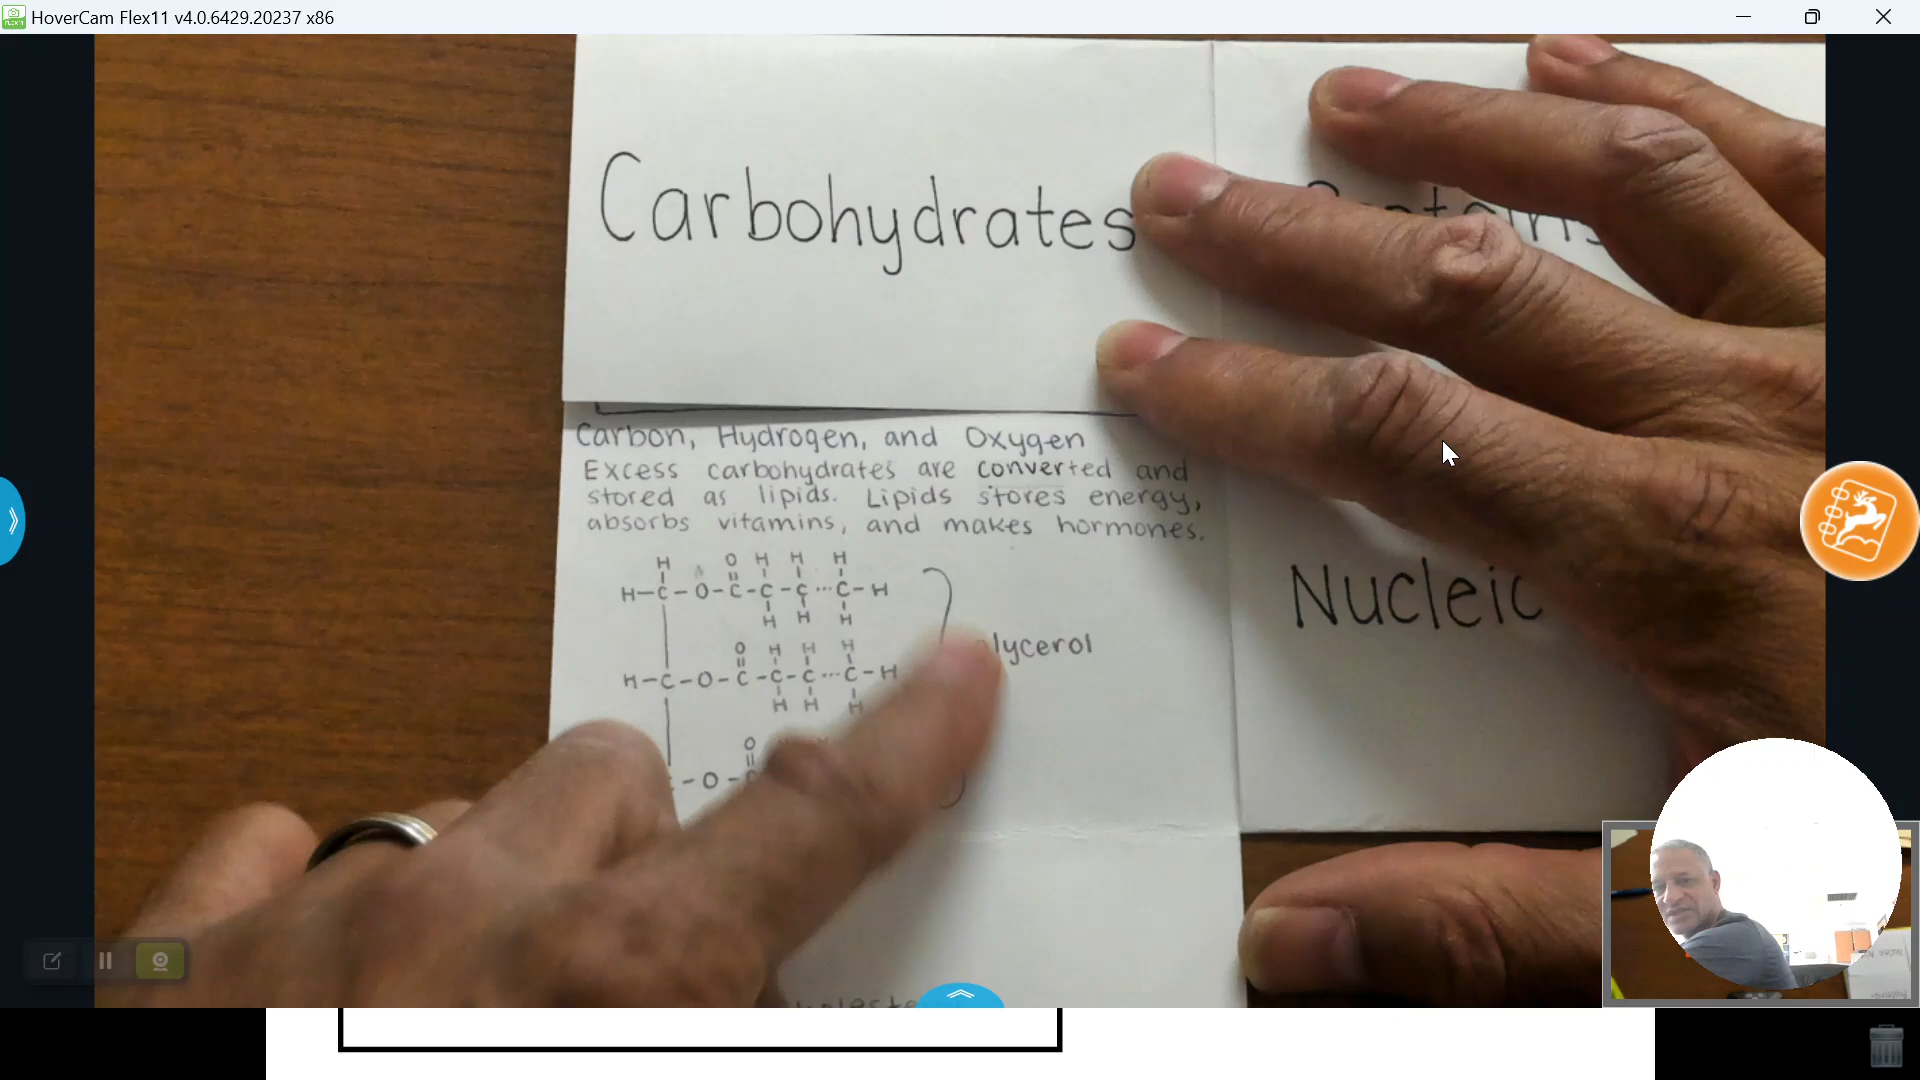 HoverCam Flex11 v4.0.6429.20237 x86
Carbohydrates
Carbon, Hydrogen, and Oxygen
Excess carbohydrates are converted and
stored as lipids. Lipids stores energy,
absorbs vitamins, and makes hormones.
H O H H H
H-C-O-C-C-C...C-H
H H H
O H H H
H-C-O-C-C-C...C-H
H H H
O
-O-
lycerol
Nucleic